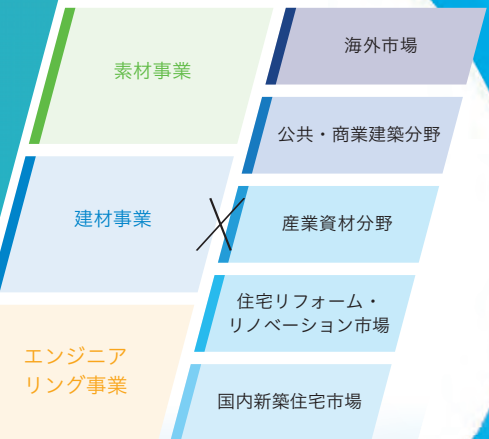 素材事業
建材事業
エンジニア
リング事業
海外市場
公共・商業建築分野
産業資材分野
住宅リフォーム・
リノベーション市場
国内新築住宅市場